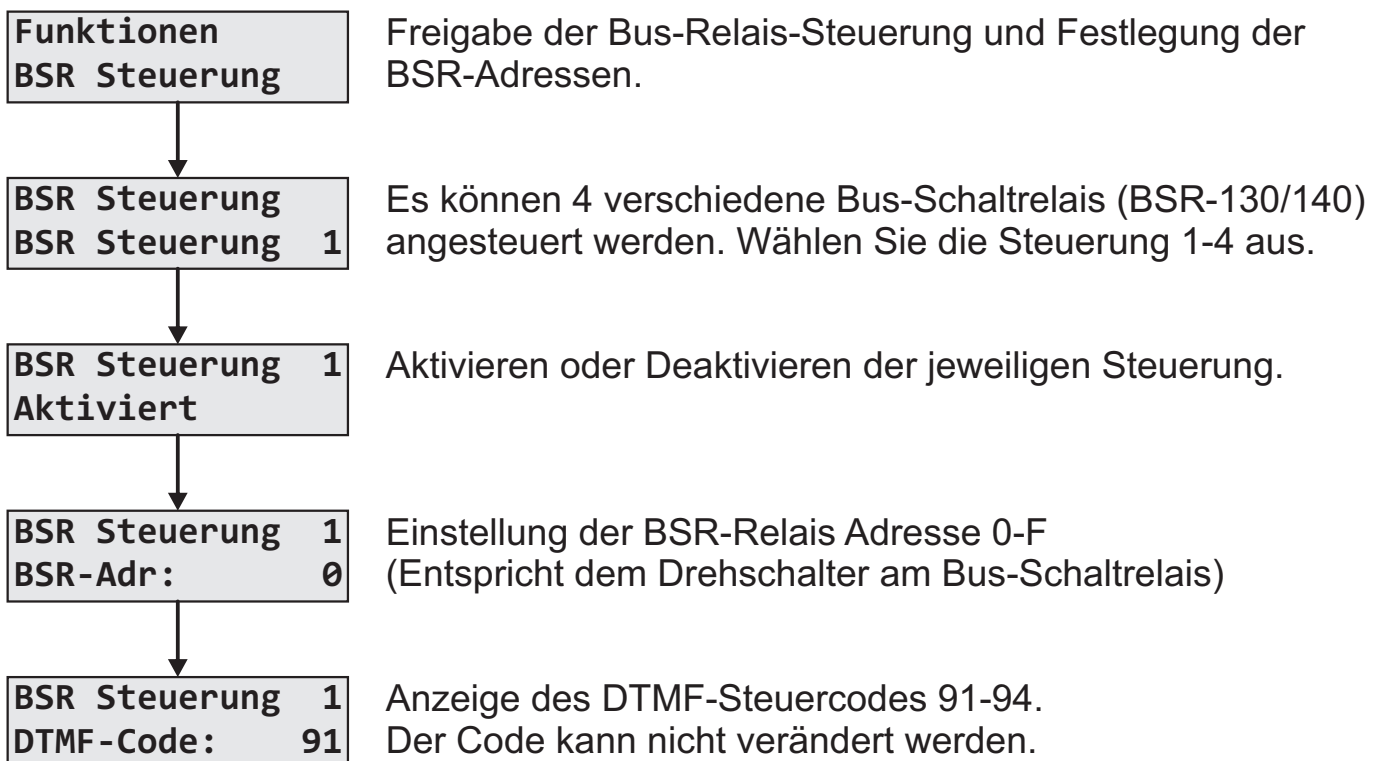 Funktionen
BSR Steuerung
Freigabe der Bus-Relais-Steuerung und Festlegung der
BSR-Adressen.
BSR Steuerung
BSR Steuerung 1
Es können 4 verschiedene Bus-Schaltrelais (BSR-130/140)
angesteuert werden. Wählen Sie die Steuerung 1-4 aus.
BSR Steuerung 1
Aktiviert
Aktivieren oder Deaktivieren der jeweiligen Steuerung.
BSR Steuerung 1
BSR-Adr: 0
Einstellung der BSR-Relais Adresse 0-F
(Entspricht dem Drehschalter am Bus-Schaltrelais)
BSR Steuerung 1
DTMF-Code: 91
Anzeige des DTMF-Steuercodes 91-94.
Der Code kann nicht verändert werden.